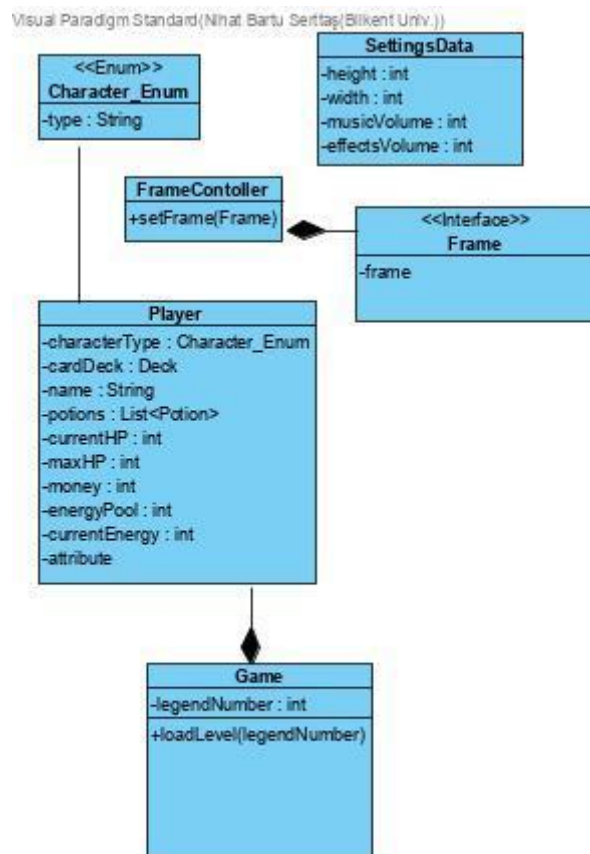 Visual Paradigm Standard(Nihat Bartu Serttaş(Bilkent Univ.))
<<Enum>>
Character_Enum
-type : String
SettingsData
-height : int
-width : int
-musicVolume : int
-effectsVolume : int
FrameContoller
+setFrame(Frame)
<<Interface>>
Frame
-frame
Player
-characterType : Character_Enum
-cardDeck : Deck
-name : String
-potions : List<Potion>
-currentHP : int
-maxHP : int
-money : int
-energyPool : int
-currentEnergy : int
-attribute
Game
-legendNumber : int
+loadLevel(legendNumber)